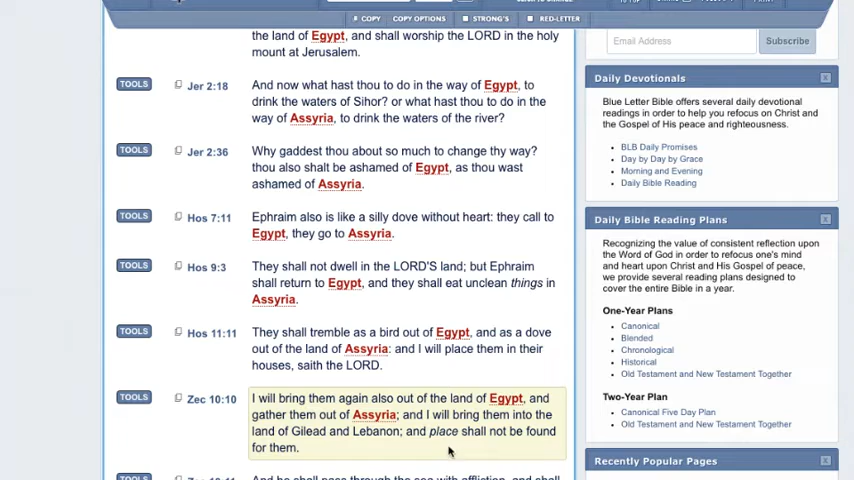 COPY
COPY OPTIONS
STRONG'S
RED-LETTER
the land of Egypt, and shall worship the LORD in the holy
mount at Jerusalem.
TOOLS
Jer 2:18
And now what hast thou to do in the way of Egypt, to
drink the waters of Sihor? or what hast thou to do in the
way of Assyria, to drink the waters of the river?
TOOLS
Jer 2:36
Why gaddest thou about so much to change thy way?
thou also shalt be ashamed of Egypt, as thou wast
ashamed of Assyria.
TOOLS
Hos 7:11
Ephraim also is like a silly dove without heart: they call to
Egypt, they go to Assyria.
TOOLS
Hos 9:3
They shall not dwell in the LORD'S land; but Ephraim
shall return to Egypt, and they shall eat unclean things in
Assyria.
TOOLS
Hos 11:11
They shall tremble as a bird out of Egypt, and as a dove
out of the land of Assyria: and I will place them in their
houses, saith the LORD.
TOOLS
Zec 10:10
I will bring them again also out of the land of Egypt, and
gather them out of Assyria; and I will bring them into the
land of Gilead and Lebanon; and place shall not be found
for them.
And he shall pass through the sea with affliction, and shall
Email Address
Subscribe
Daily Devotionals
Blue Letter Bible offers several daily devotional
readings in order to help you refocus on Christ and
the Gospel of His peace and righteousness.
BLB Daily Promises
Day by Day by Grace
Morning and Evening
Daily Bible Reading
Daily Bible Reading Plans
Recognizing the value of consistent reflection upon
the Word of God in order to refocus one's mind
and heart upon Christ and His Gospel of peace,
we provide several reading plans designed to
cover the entire Bible in a year.
One-Year Plans
Canonical
Blended
Chronological
Historical
Old Testament and New Testament Together
Two-Year Plan
Canonical Five Day Plan
Old Testament and New Testament Together
Recently Popular Pages